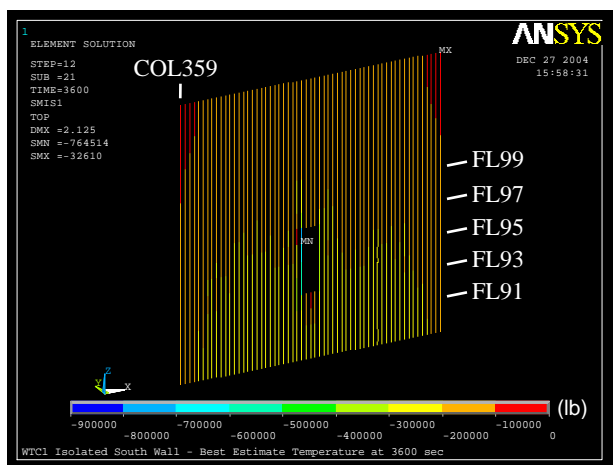 1
ELEMENT SOLUTION
STEP=12
SUB =21
TIME=3600
SMIS1
TOP
DMX =2.125
SMN =-764514
SMX =-32610
ANSYS
DEC 27 2004
15:58:31
COL359
MX
FL99
FL97
FL95
MN
FL93
FL91
Z
Y
X
(lb)
-900000 -700000 -500000 -300000 -100000
-800000 -600000 -400000 -200000 0
WTC1 Isolated South Wall - Best Estimate Temperature at 3600 sec